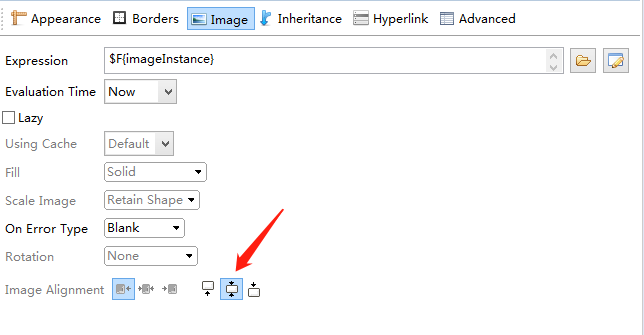 Appearance Borders Image Inheritance Hyperlink Advanced
Expression $F{imageInstance}
Evaluation Time Now
Lazy
Using Cache Default
Fill Solid
Scale Image Retain Shape
On Error Type Blank
Rotation None
Image Alignment